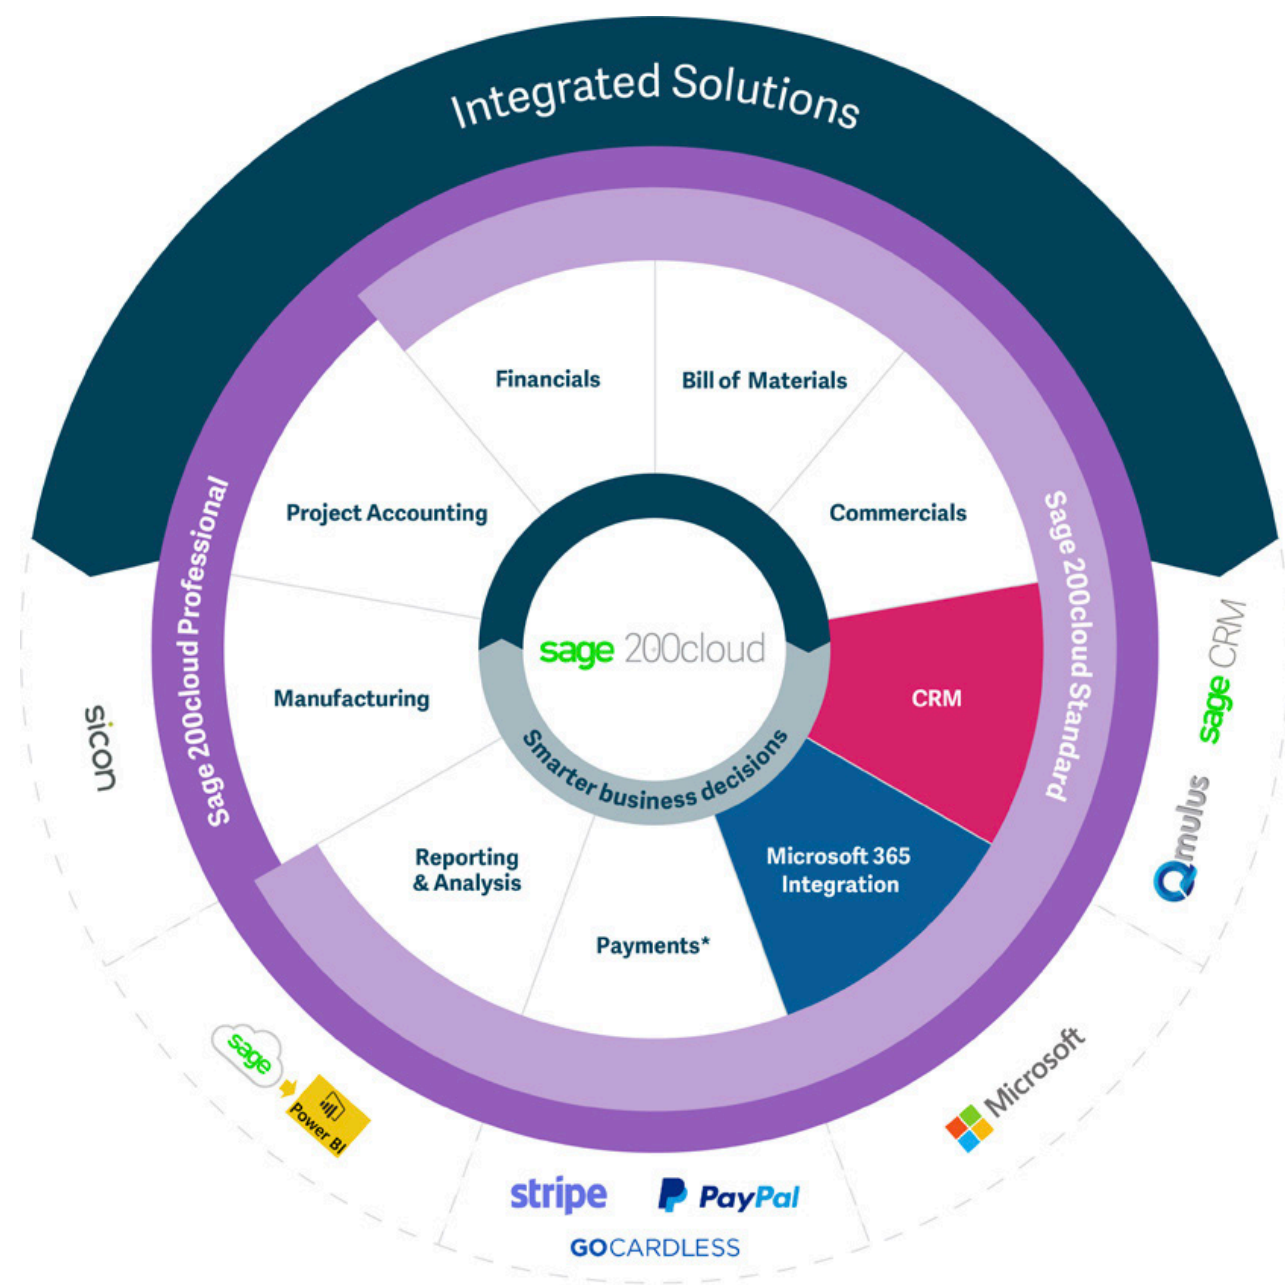 Integrated Solutions
Sage 200cloud Professional
Sage 200cloud Standard
Financials
Bill of Materials
Project Accounting
Commercials
Manufacturing
CRM
Reporting
& Analysis
Microsoft 365
Integration
Payments*
sage 200cloud
Smarter business decisions
sicon
sage CRM
Qmulus
sage
Power BI
Microsoft
stripe
PayPal
GOCARDLESS